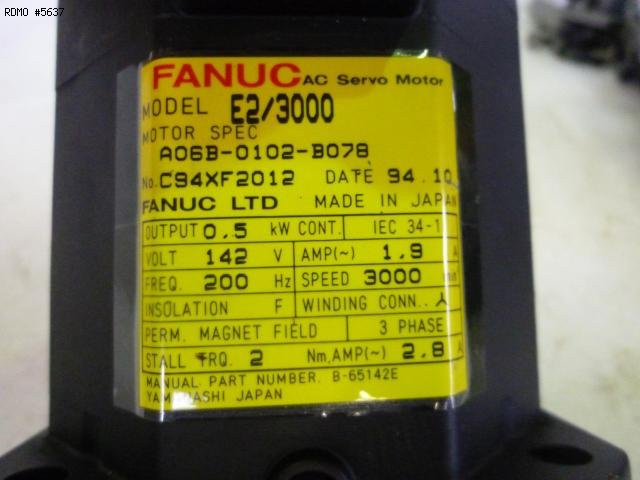 RDMO #5637
FANUC AC Servo Motor
MODEL E2/3000
MOTOR SPEC
A06B-0102-B078
No. C94XF2012 DATE 94.10
FANUC LTD MADE IN JAPAN
OUTPUT 0.5 kW CONT. IEC 34-1
VOLT 142 V AMP(~) 1.9 A
FREQ. 200 Hz SPEED 3000
INSOLATION F WINDING CONN..
PERM. MAGNET FIELD 3 PHASE
STALL TRQ. 2 Nm,AMP(~) 2.8 A
MANUAL PART NUMBER. B-65142E
YAMANASHI JAPAN